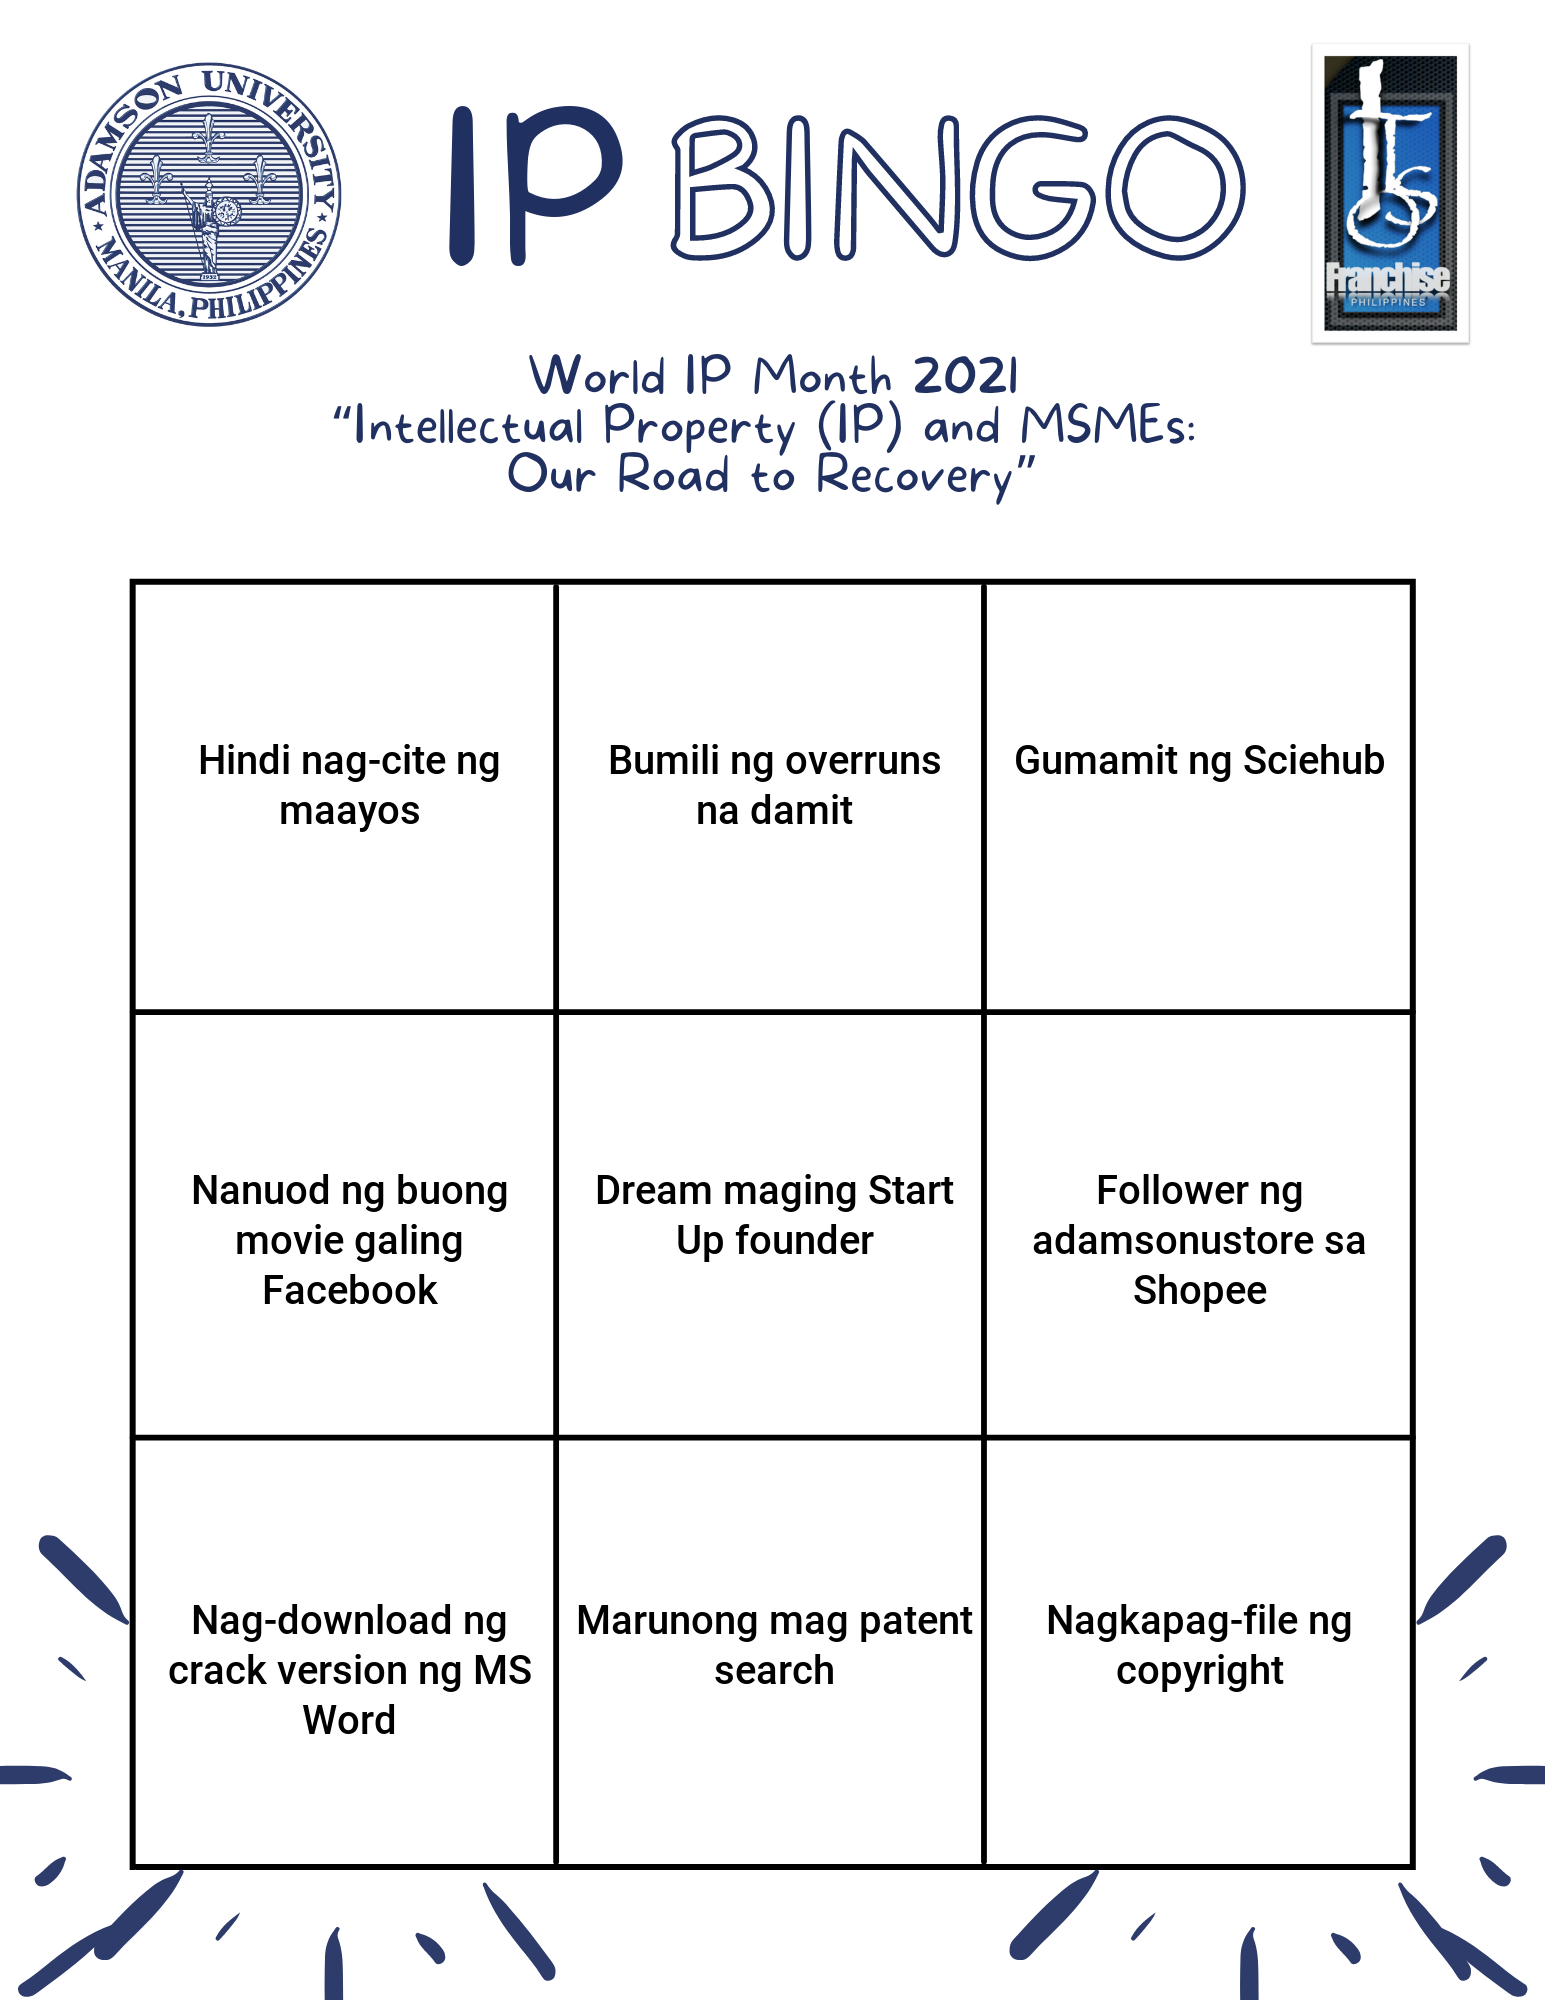 ADAMSON UNIVERSITY
MANILA, PHILIPPINES
1932
IP BINGO
ITS
Franchise
PHILIPPINES
World IP Month 2021
“Intellectual Property (IP) and MSMEs:
Our Road to Recovery”
Hindi nag-cite ng
maayos
Bumili ng overruns
na damit
Gumamit ng Sciehub
Nanuod ng buong
movie galing
Facebook
Dream maging Start
Up founder
Follower ng
adamsonustore sa
Shopee
Nag-download ng
crack version ng MS
Word
Marunong mag patent
search
Nagkapag-file ng
copyright